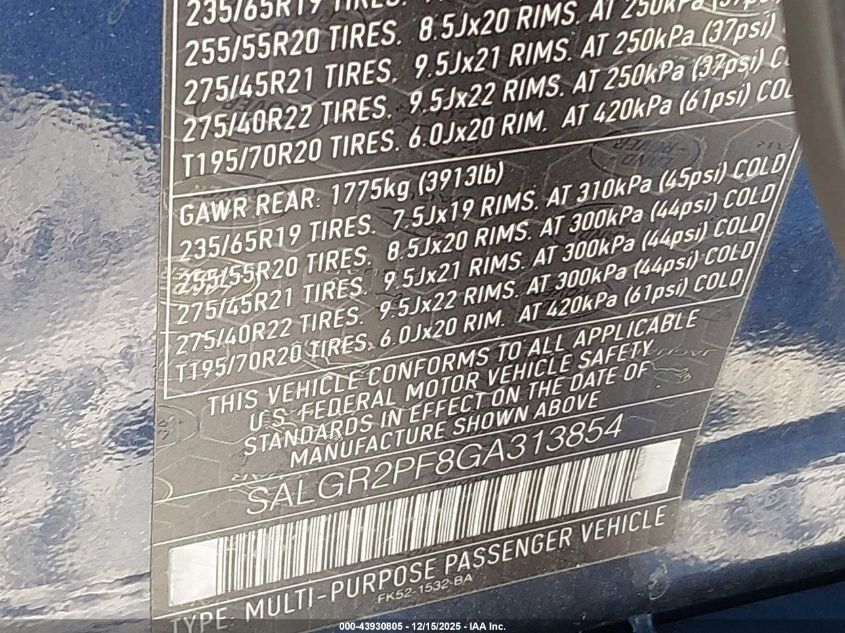 235/65R19 TIRES.
255/55R20 TIRES. 8.5Jx20 RIMS. AT 250kPa (37psi)
275/45R21 TIRES. 9.5Jx21 RIMS. AT 250kPa (37psi)
275/40R22 TIRES. 9.5Jx22 RIMS. AT 250kPa (37psi)
T195/70R20 TIRES. 6.0Jx20 RIM. AT 420kPa (61psi) COL
GAWR REAR: 1775kg (3913lb)
235/65R19 TIRES. 7.5Jx19 RIMS. AT 310kPa (45psi) COLD
255/55R20 TIRES. 8.5Jx20 RIMS. AT 300kPa (44psi) COLD
275/45R21 TIRES. 9.5Jx21 RIMS. AT 300kPa (44psi) COLD
275/40R22 TIRES. 9.5Jx22 RIMS. AT 300kPa (44psi) COLD
T195/70R20 TIRES. 6.0Jx20 RIM. AT 420kPa (61psi) COLD
THIS VEHICLE CONFORMS TO ALL APPLICABLE
U.S. FEDERAL MOTOR VEHICLE SAFETY
STANDARDS IN EFFECT ON THE DATE OF
MANUFACTURE SHOWN ABOVE
SALGR2PF8GA313854
TYPE: MULTI-PURPOSE PASSENGER VEHICLE
FK52-1532-BA
000-43930805 - 12/15/2025 - IAA Inc.